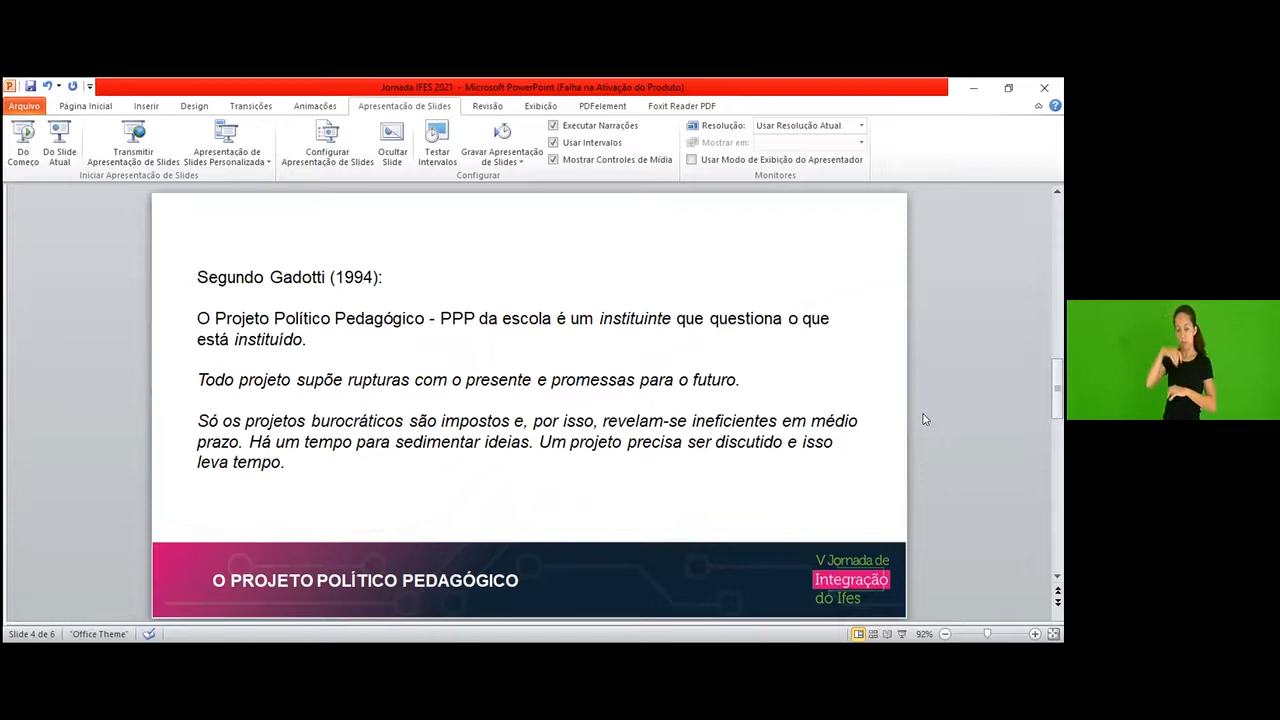 Jornada IFES 2021 - Microsoft PowerPoint (Falha na Ativação do Produto)
Arquivo Página Inicial Inserir Design Transições Animações Apresentação de Slides Revisão Exibição PDFelement Foxit Reader PDF
Do Começo
Do Slide Atual
Transmitir Apresentação de Slides
Apresentação de Slides Personalizada
Iniciar Apresentação de Slides
Configurar Apresentação de Slides
Ocultar Slide
Testar Intervalos
Gravar Apresentação de Slides
Executar Narrações
Usar Intervalos
Mostrar Controles de Mídia
Configurar
Resolução: Usar Resolução Atual
Mostrar em:
Usar Modo de Exibição do Apresentador
Monitores
Segundo Gadotti (1994):
O Projeto Político Pedagógico - PPP da escola é um instituinte que questiona o que
está instituído.
Todo projeto supõe rupturas com o presente e promessas para o futuro.
Só os projetos burocráticos são impostos e, por isso, revelam-se ineficientes em médio
prazo. Há um tempo para sedimentar ideias. Um projeto precisa ser discutido e isso
leva tempo.
O PROJETO POLÍTICO PEDAGÓGICO
V Jornada de
Integração
do Ifes
Slide 4 de 6 "Office Theme" 92%